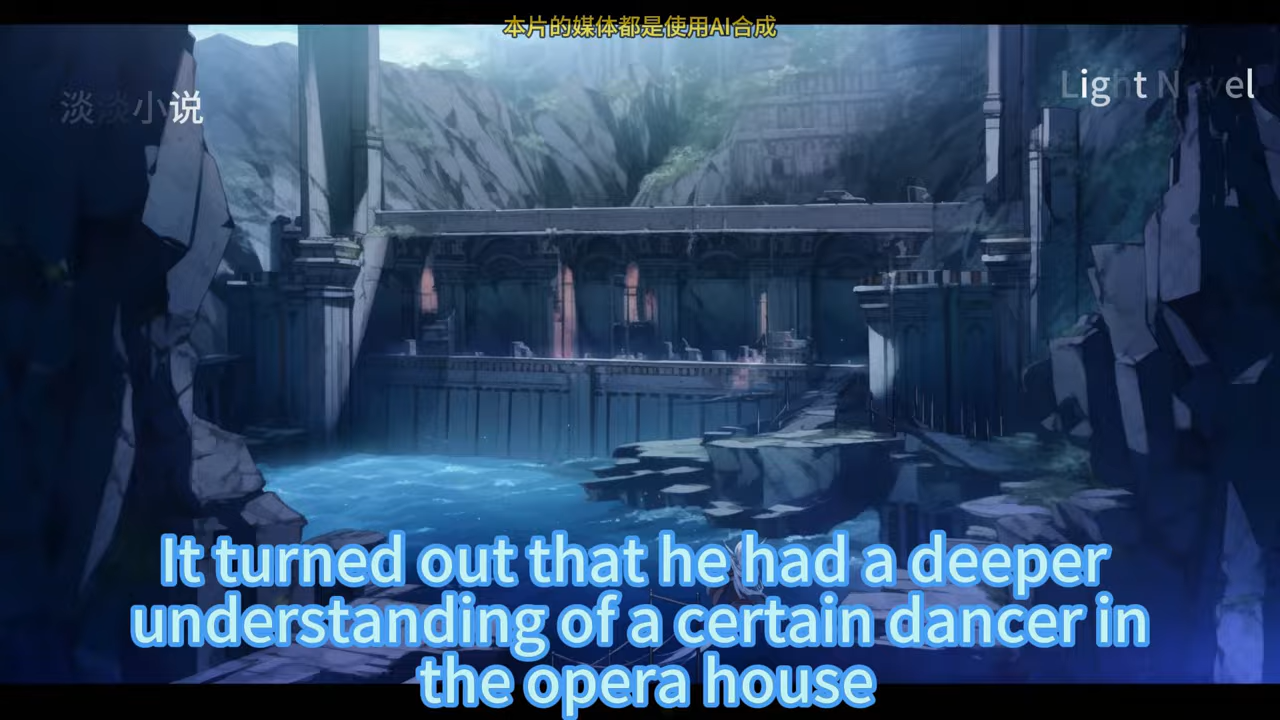 本片的媒体都是使用AI合成
淡淡小说
Light Novel
It turned out that he had a deeper
understanding of a certain dancer in
the opera house